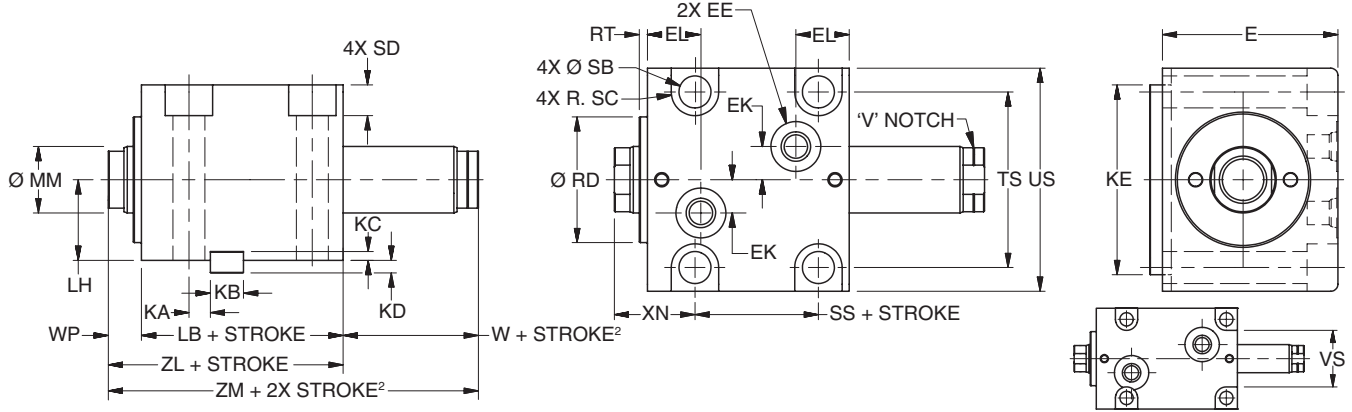 4X SD
Ø MM
LH
KC
KA
KB
KD
WP
LB + STROKE
W + STROKE²
ZL + STROKE
ZM + 2X STROKE²
2X EE
RT
EL
EL
4X Ø SB
4X R. SC
EK
'V' NOTCH
Ø RD
TS
US
EK
XN
SS + STROKE
E
KE
VS